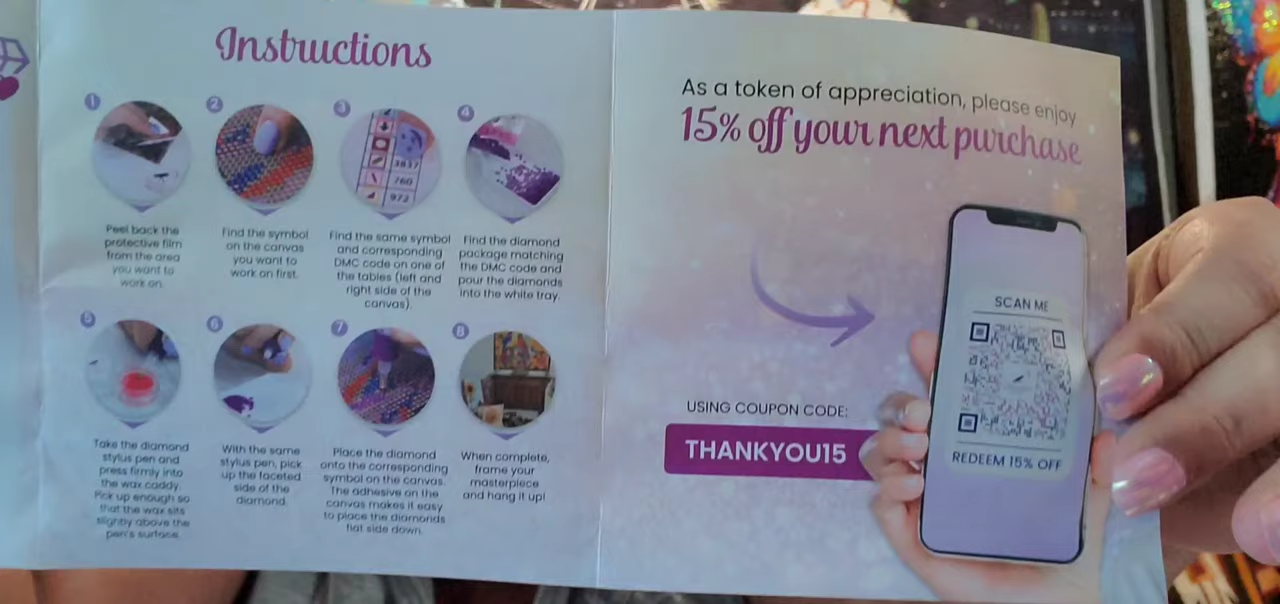 Instructions
1
Peel back the
protective film
from the area
you want to
work on.
2
Find the symbol
on the canvas
you want to
work on first.
3
3837
760
972
Find the same symbol
and corresponding
DMC code on one of
the tables (left and
right side of the
canvas).
4
Find the diamond
package matching
the DMC code and
pour the diamonds
into the white tray.
5
Take the diamond
stylus pen and
press firmly into
the wax caddy.
Pick up enough so
that the wax sits
slightly above the
pen's surface.
6
With the same
stylus pen, pick
up the faceted
side of the
diamond.
7
Place the diamond
onto the corresponding
symbol on the canvas.
The adhesive on the
canvas makes it easy
to place the diamonds
flat side down.
8
When complete,
frame your
masterpiece
and hang it up!
As a token of appreciation, please enjoy
15% off your next purchase
USING COUPON CODE:
THANKYOU15
SCAN ME
REDEEM 15% OFF